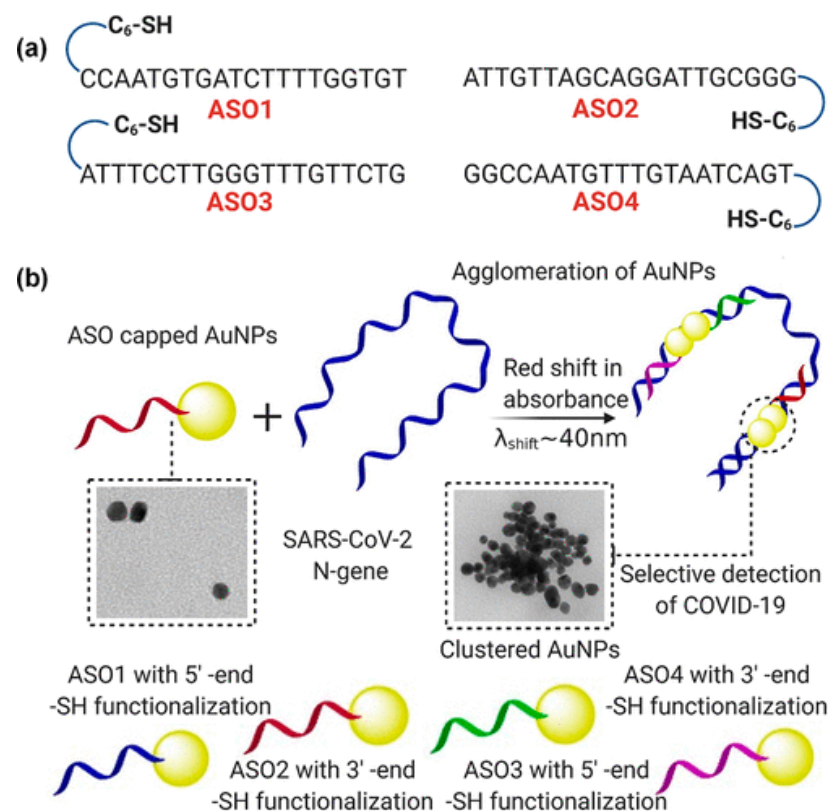 (a)
C₆-SH
CCAATGTGATCTTTTGGTGT
ASO1
ATTGTTAGCAGGATTGCGGG
ASO2
HS-C₆
C₆-SH
ATTTCCTTGGGTTTGTTCTG
ASO3
GGCCAATGTTTGTAATCAGT
ASO4
HS-C₆
(b)
Agglomeration of AuNPs
ASO capped AuNPs
+
Red shift in
absorbance
λshift~40nm
SARS-CoV-2
N-gene
Clustered AuNPs
Selective detection
of COVID-19
ASO1 with 5' -end
-SH functionalization
ASO2 with 3' -end
-SH functionalization
ASO3 with 5' -end
-SH functionalization
ASO4 with 3' -end
-SH functionalization